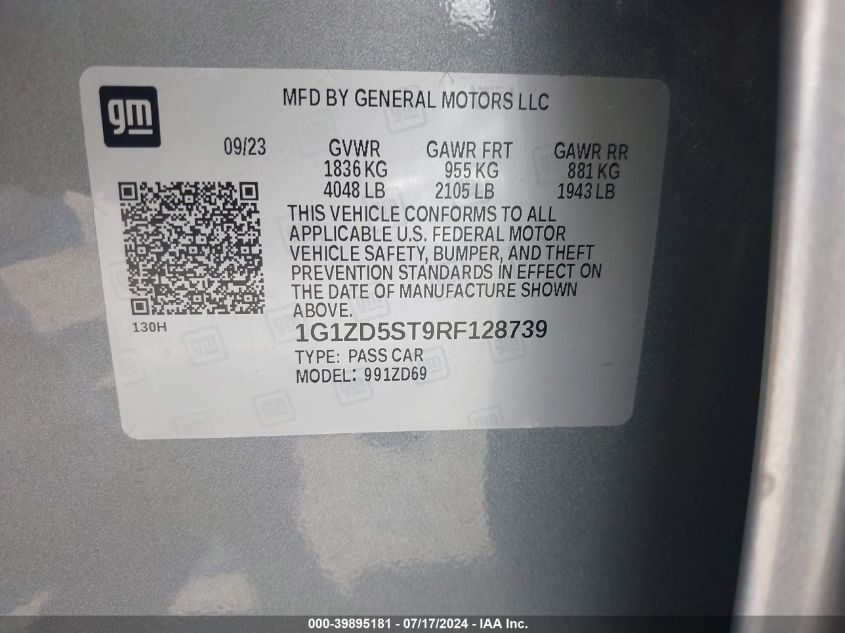 gm
MFD BY GENERAL MOTORS LLC
09/23 GVWR GAWR FRT GAWR RR
1836 KG 955 KG 881 KG
4048 LB 2105 LB 1943 LB
THIS VEHICLE CONFORMS TO ALL
APPLICABLE U.S. FEDERAL MOTOR
VEHICLE SAFETY, BUMPER, AND THEFT
PREVENTION STANDARDS IN EFFECT ON
THE DATE OF MANUFACTURE SHOWN
ABOVE.
130H
1G1ZD5ST9RF128739
TYPE: PASS CAR
MODEL: 991ZD69
000-39895181 - 07/17/2024 - IAA Inc.